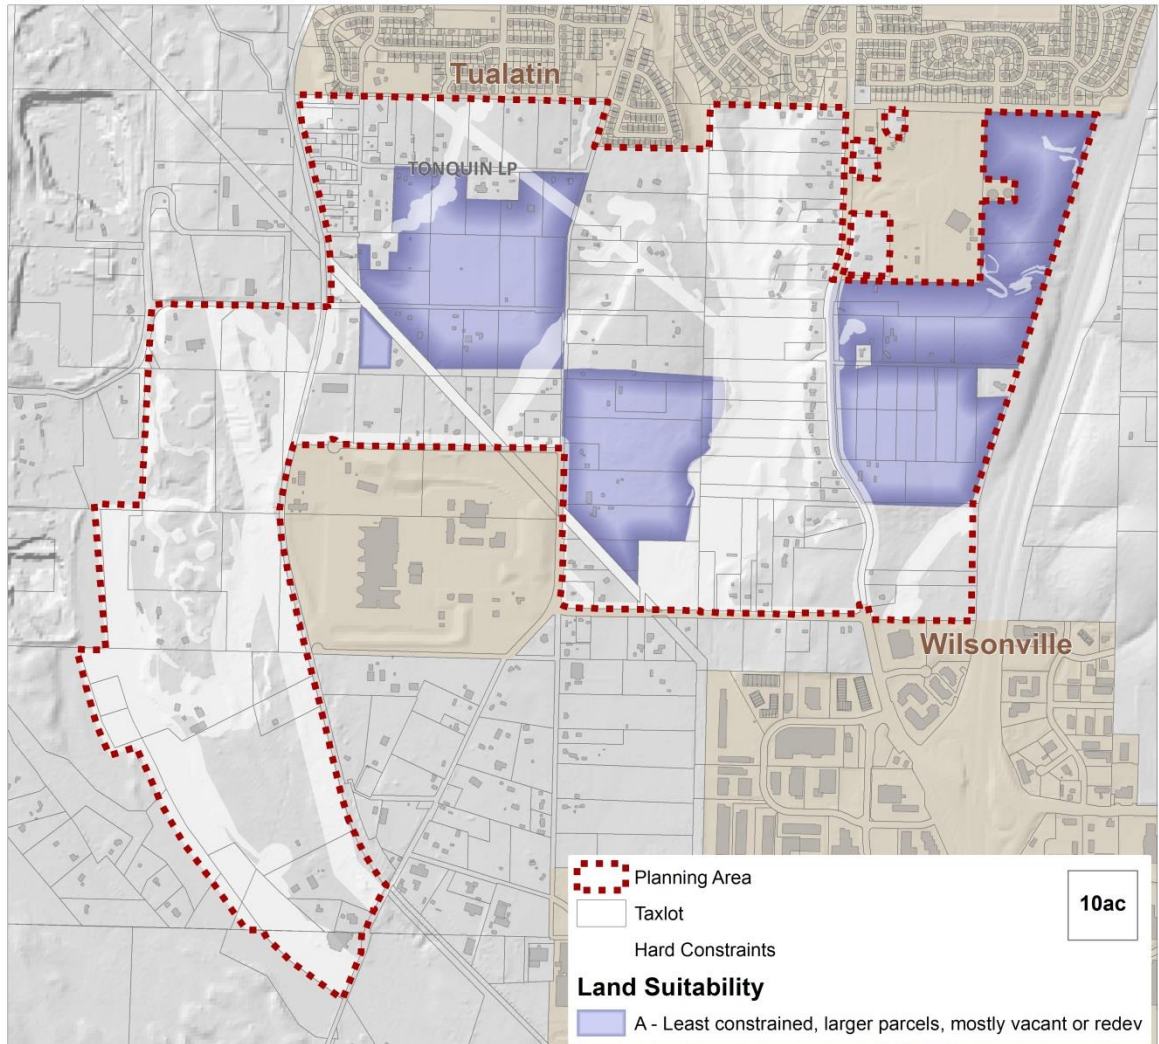 Tualatin
TONQUIN LP
Wilsonville
Planning Area
Taxlot
Hard Constraints
10ac
Land Suitability
A - Least constrained, larger parcels, mostly vacant or redev